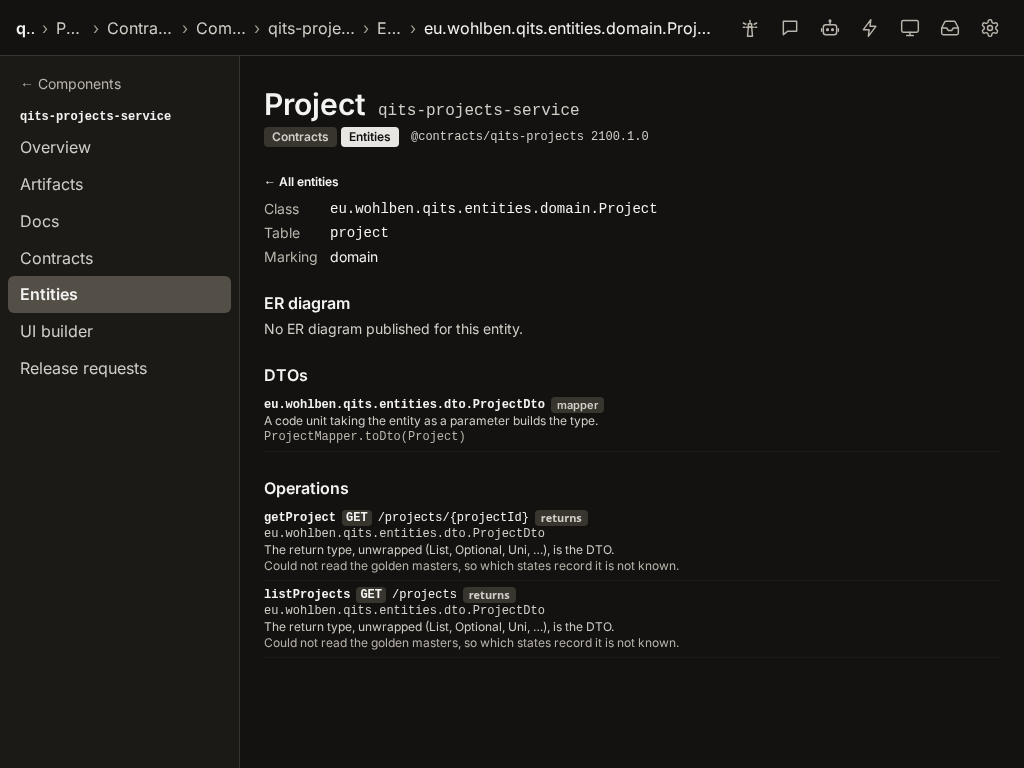 q.. › P... › Contra... › Com... › qits-proje... › E... › eu.wohlben.qits.entities.domain.Proj...
← Components
qits-projects-service
Overview
Artifacts
Docs
Contracts
Entities
UI builder
Release requests
Project qits-projects-service
Contracts Entities @contracts/qits-projects 2100.1.0
← All entities
Class eu.wohlben.qits.entities.domain.Project
Table project
Marking domain
ER diagram
No ER diagram published for this entity.
DTOs
eu.wohlben.qits.entities.dto.ProjectDto mapper
A code unit taking the entity as a parameter builds the type.
ProjectMapper.toDto(Project)
Operations
getProject GET /projects/{projectId} returns
eu.wohlben.qits.entities.dto.ProjectDto
The return type, unwrapped (List, Optional, Uni, …), is the DTO.
Could not read the golden masters, so which states record it is not known.
listProjects GET /projects returns
eu.wohlben.qits.entities.dto.ProjectDto
The return type, unwrapped (List, Optional, Uni, …), is the DTO.
Could not read the golden masters, so which states record it is not known.